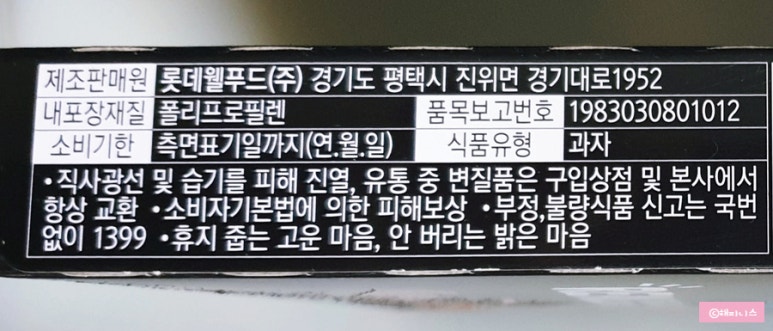 제조판매원 롯데웰푸드(주) 경기도 평택시 진위면 경기대로1952
내포장재질 폴리프로필렌 품목보고번호 1983030801012
소비기한 측면표기일까지(연.월.일) 식품유형 과자
•직사광선 및 습기를 피해 진열, 유통 중 변질품은 구입상점 및 본사에서
항상 교환 •소비자기본법에 의한 피해보상 •부정,불량식품 신고는 국번
없이 1399 •휴지 줍는 고운 마음, 안 버리는 밝은 마음